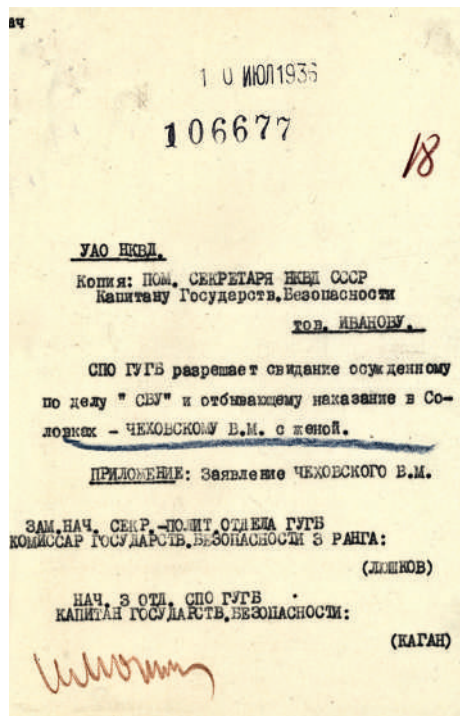 ач
10 ИЮЛ 1936
106677
18
УАО НКВД.
Копия: ПОМ. СЕКРЕТАРЯ НКВД СССР
Капитану Государств.Безопасности
тов. ИВАНОВУ.
СПО ГУГБ разрешает свидание осужденному
по делу " СВУ" и отбывающему наказание в Со-
ловках - ЧЕХОВСКОМУ В.М. с женой.
ПРИЛОЖЕНИЕ: Заявление ЧЕХОВСКОГО В.М.
ЗАМ.НАЧ. СЕКР.-ПОЛИТ.ОТДЕЛА ГУГБ
КОМИССАР ГОСУДАРСТВ.БЕЗОПАСНОСТИ 3 РАНГА:
(ЛЮШКОВ)
НАЧ. 3 ОТД. СПО ГУГБ
КАПИТАН ГОСУДАРСТВ.БЕЗОПАСНОСТИ:
(КАГАН)